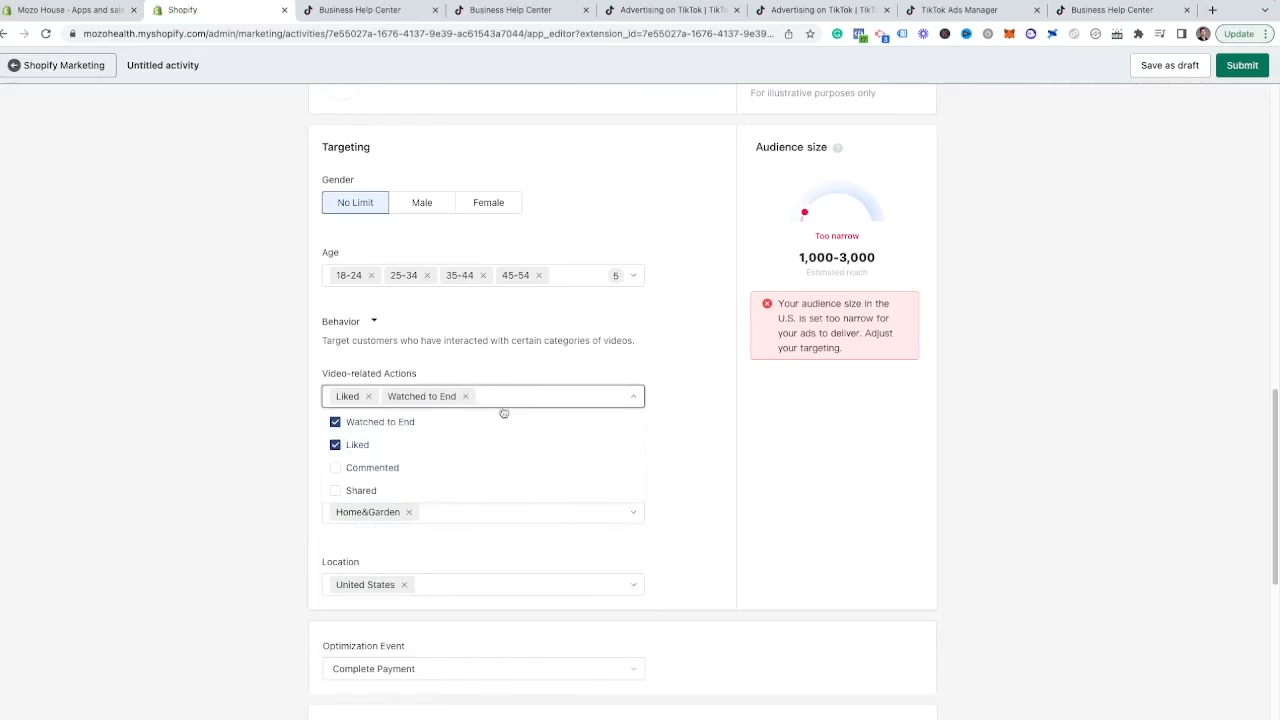 Mozo House - Apps and sale
Shopify
Business Help Center
Business Help Center
Advertising on TikTok | TikT
Advertising on TikTok | TikT
TikTok Ads Manager
Business Help Center
mozohealth.myshopify.com/admin/marketing/activities/7e55027a-1676-4137-9e39-ac61543a7044/app_editor?extension_id=7e55027a-1676-4137-9e39...
Update
Shopify Marketing
Untitled activity
Save as draft
Submit
For illustrative purposes only
Targeting
Audience size
Gender
No Limit
Male
Female
Too narrow
1,000-3,000
Estimated reach
Age
18-24
25-34
35-44
45-54
5
Your audience size in the
U.S. is set too narrow for
your ads to deliver. Adjust
your targeting.
Behavior
Target customers who have interacted with certain categories of videos.
Video-related Actions
Liked
Watched to End
Watched to End
Liked
Commented
Shared
Home&Garden
Location
United States
Optimization Event
Complete Payment